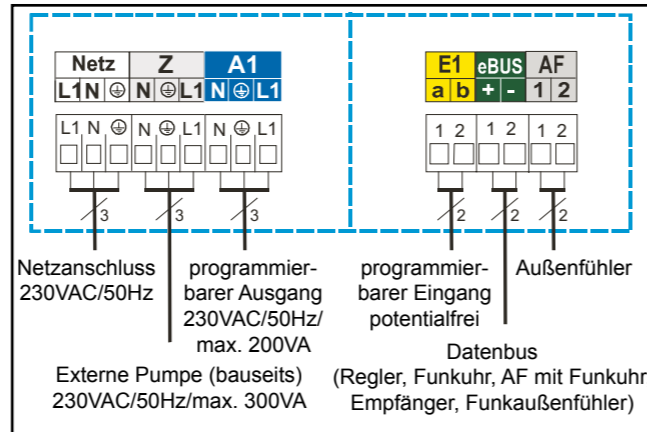 Netz Z A1 E1 eBUS AF
L1 N ⏚ N ⏚ L1 N ⏚ L1 a b + - 1 2
L1 N ⏚ N ⏚ L1 N ⏚ L1 1 2 1 2 1 2
3 3 3 2 2 2
Netzanschluss
230VAC/50Hz
programmier-
barer Ausgang
230VAC/50Hz/
max. 200VA
Externe Pumpe (bauseits)
230VAC/50Hz/max. 300VA
programmier-
barer Eingang
potentialfrei
Außenfühler
Datenbus
(Regler, Funkuhr, AF mit Funkuhr
Empfänger, Funkaußenfühler)